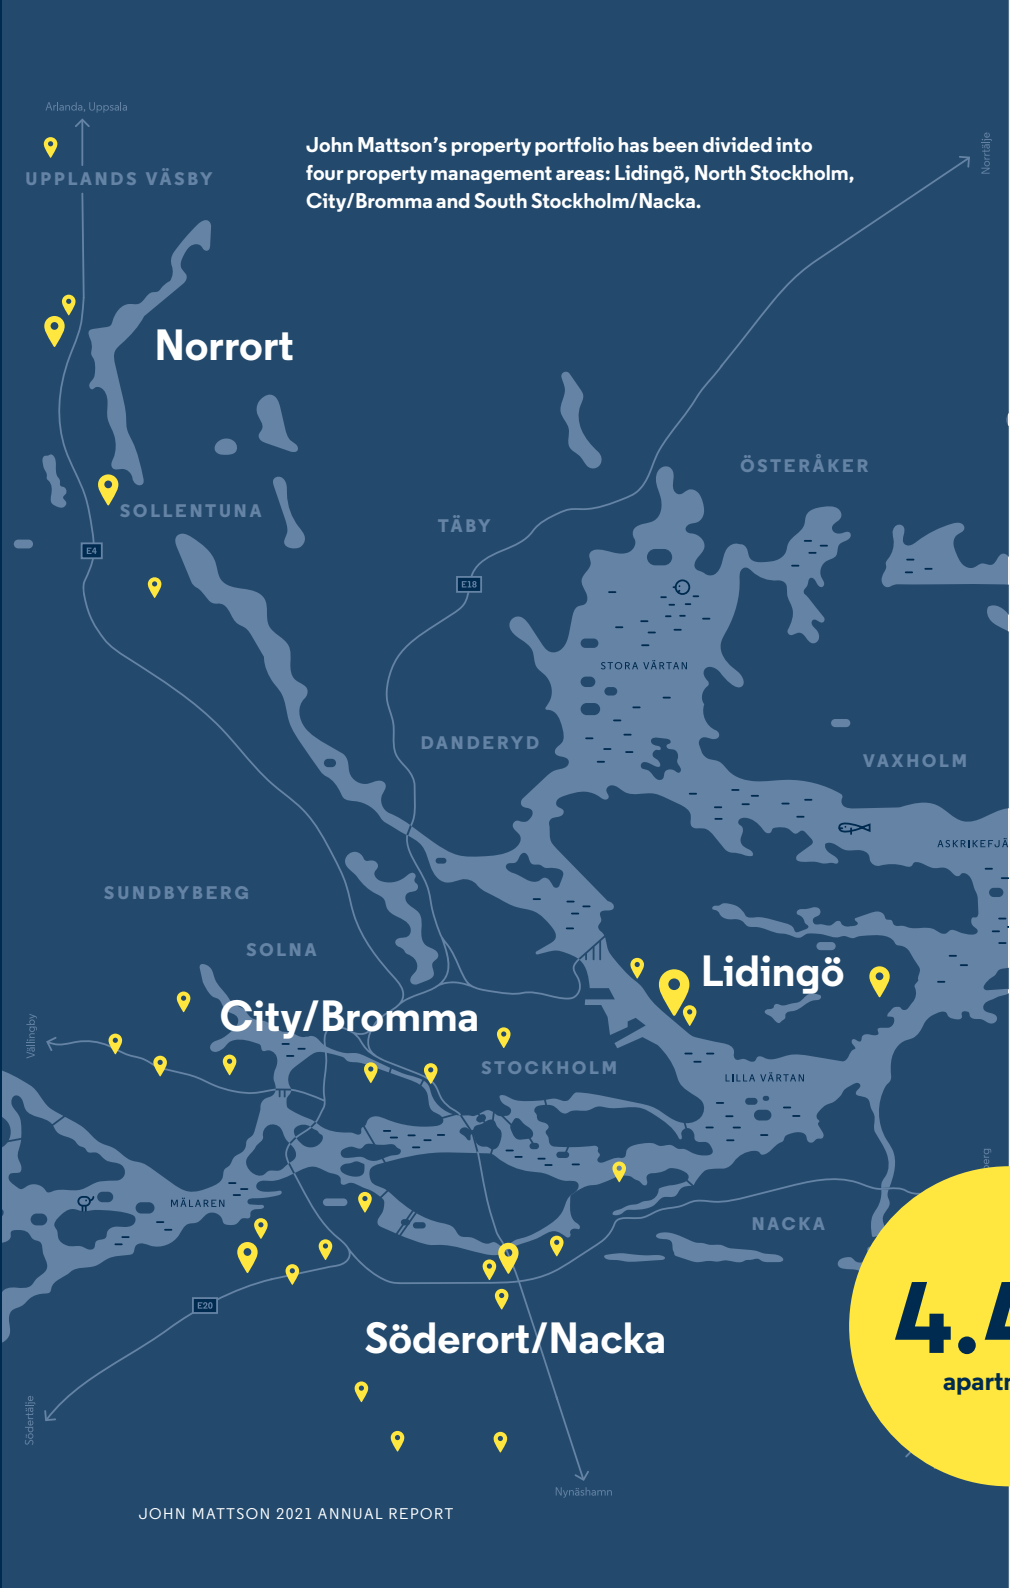 Arlanda, Uppsala
John Mattson's property portfolio has been divided into
four property management areas: Lidingö, North Stockholm,
City/Bromma and South Stockholm/Nacka.
Norrtälje
UPPLANDS VÄSBY
Norrort
ÖSTERÅKER
SOLLENTUNA
TÄBY
E4
E18
STORA VÄRTAN
DANDERYD
VAXHOLM
SUNDBYBERG
SOLNA
Lidingö
City/Bromma
Vällingby
STOCKHOLM
LILLA VÄRTAN
MÄLAREN
NACKA
E20
4.4
Söderort/Nacka
Södertälje
Nynäshamn
JOHN MATTSON 2021 ANNUAL REPORT